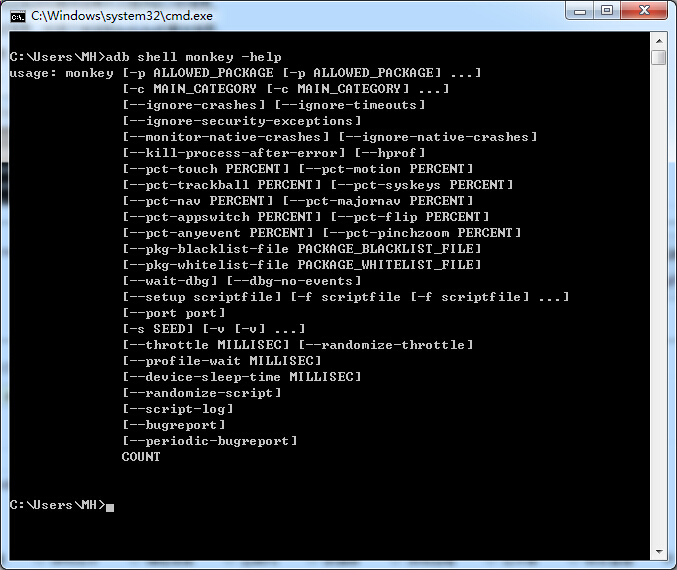 C:\Windows\system32\cmd.exe
C:\Users\MH>adb shell monkey -help
usage: monkey [-p ALLOWED_PACKAGE [-p ALLOWED_PACKAGE] ...]
[-c MAIN_CATEGORY [-c MAIN_CATEGORY] ...]
[--ignore-crashes] [--ignore-timeouts]
[--ignore-security-exceptions]
[--monitor-native-crashes] [--ignore-native-crashes]
[--kill-process-after-error] [--hprof]
[--pct-touch PERCENT] [--pct-motion PERCENT]
[--pct-trackball PERCENT] [--pct-syskeys PERCENT]
[--pct-nav PERCENT] [--pct-majornav PERCENT]
[--pct-appswitch PERCENT] [--pct-flip PERCENT]
[--pct-anyevent PERCENT] [--pct-pinchzoom PERCENT]
[--pkg-blacklist-file PACKAGE_BLACKLIST_FILE]
[--pkg-whitelist-file PACKAGE_WHITELIST_FILE]
[--wait-dbg] [--dbg-no-events]
[--setup scriptfile] [-f scriptfile [-f scriptfile] ...]
[--port port]
[-s SEED] [-v [-v] ...]
[--throttle MILLISEC] [--randomize-throttle]
[--profile-wait MILLISEC]
[--device-sleep-time MILLISEC]
[--randomize-script]
[--script-log]
[--bugreport]
[--periodic-bugreport]
COUNT
C:\Users\MH>